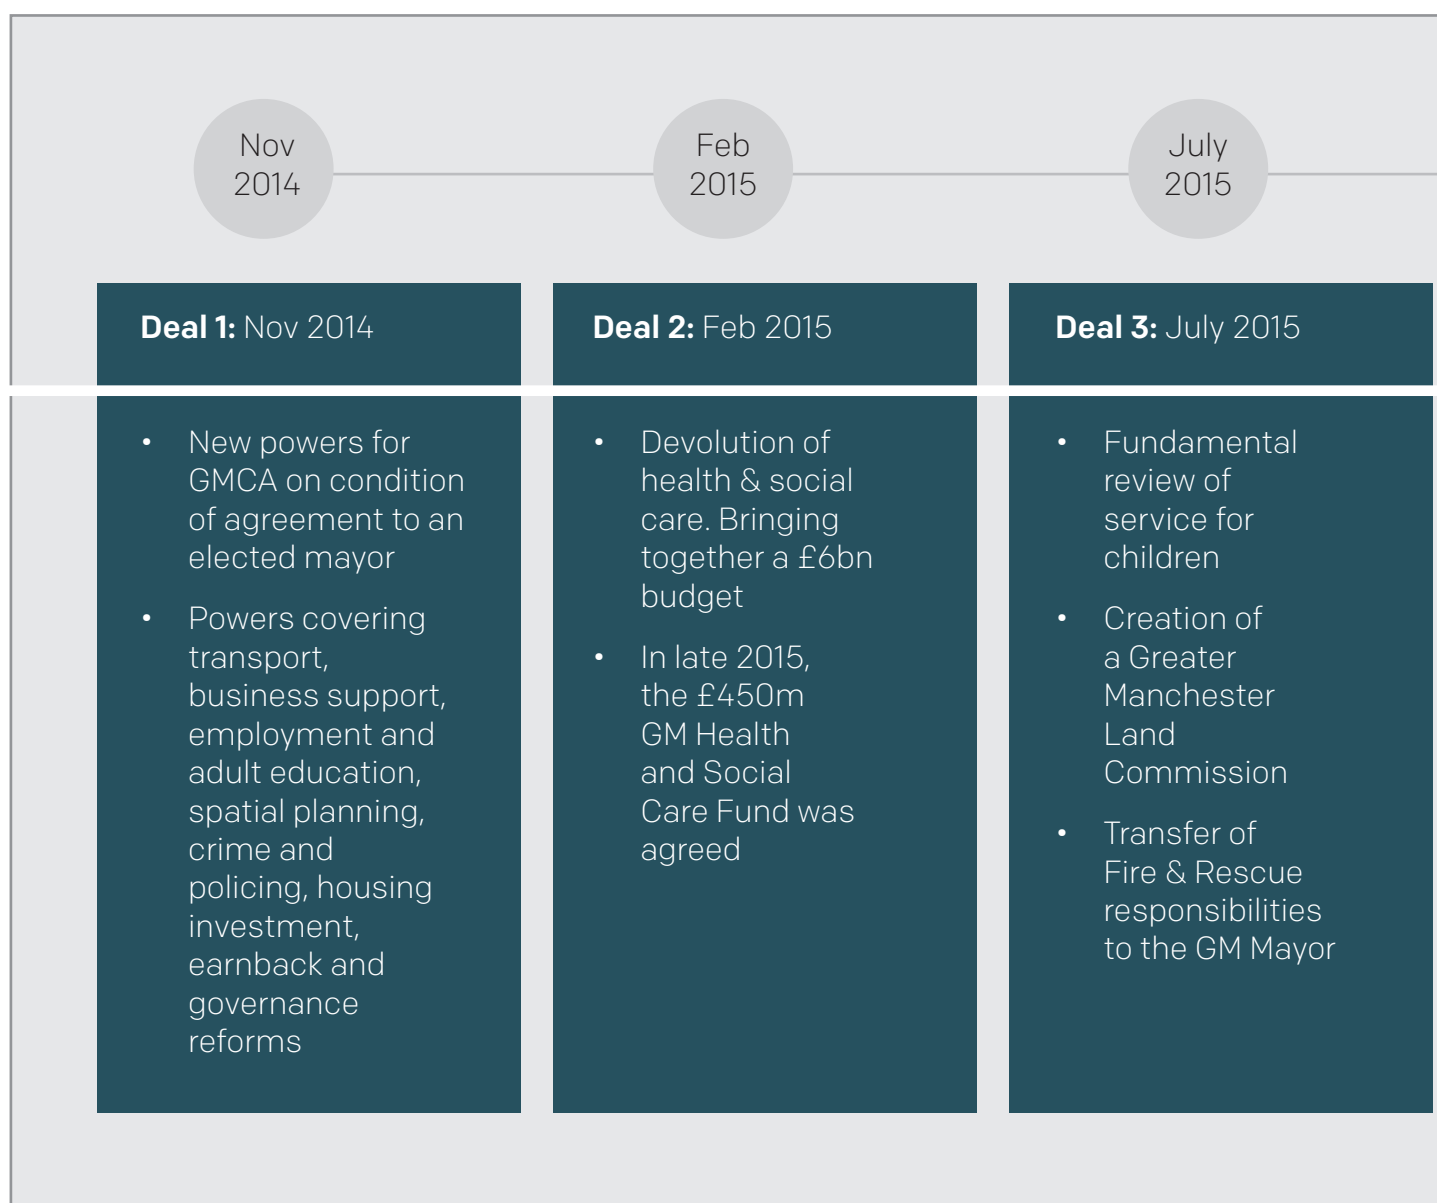 Nov
2014
Feb
2015
July
2015
Deal 1: Nov 2014
• New powers for
GMCA on condition
of agreement to an
elected mayor
• Powers covering
transport,
business support,
employment and
adult education,
spatial planning,
crime and
policing, housing
investment,
earnback and
governance
reforms
Deal 2: Feb 2015
• Devolution of
health & social
care. Bringing
together a £6bn
budget
• In late 2015,
the £450m
GM Health
and Social
Care Fund was
agreed
Deal 3: July 2015
• Fundamental
review of
service for
children
• Creation of
a Greater
Manchester
Land
Commission
• Transfer of
Fire & Rescue
responsibilities
to the GM Mayor